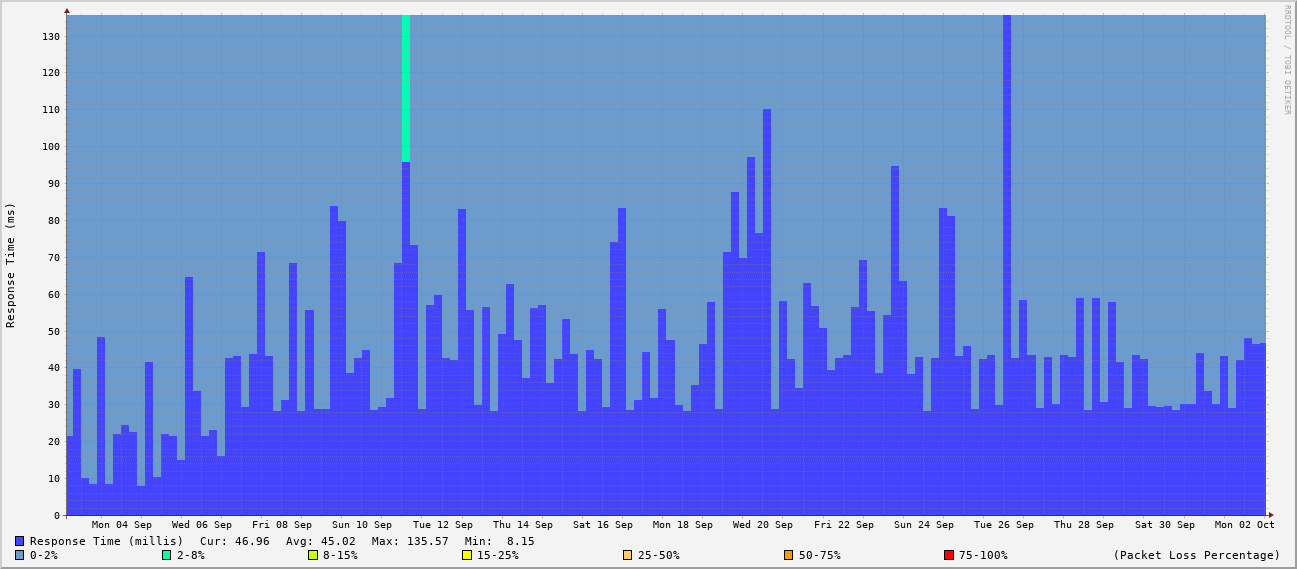 RRDTOOL / TOBI OETIKER
Response Time (ms)
130
120
110
100
90
80
70
60
50
40
30
20
10
0
Mon 04 Sep Wed 06 Sep Fri 08 Sep Sun 10 Sep Tue 12 Sep Thu 14 Sep Sat 16 Sep Mon 18 Sep Wed 20 Sep Fri 22 Sep Sun 24 Sep Tue 26 Sep Thu 28 Sep Sat 30 Sep Mon 02 Oct
Response Time (millis) Cur: 46.96 Avg: 45.02 Max: 135.57 Min: 8.15
0-2% 2-8% 8-15% 15-25% 25-50% 50-75% 75-100% (Packet Loss Percentage)